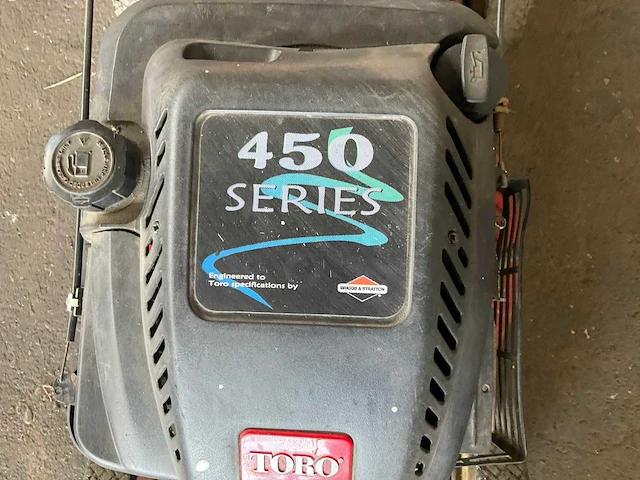 450
SERIES
Engineered to
Toro specifications by
BRIGGS & STRATTON
TORO